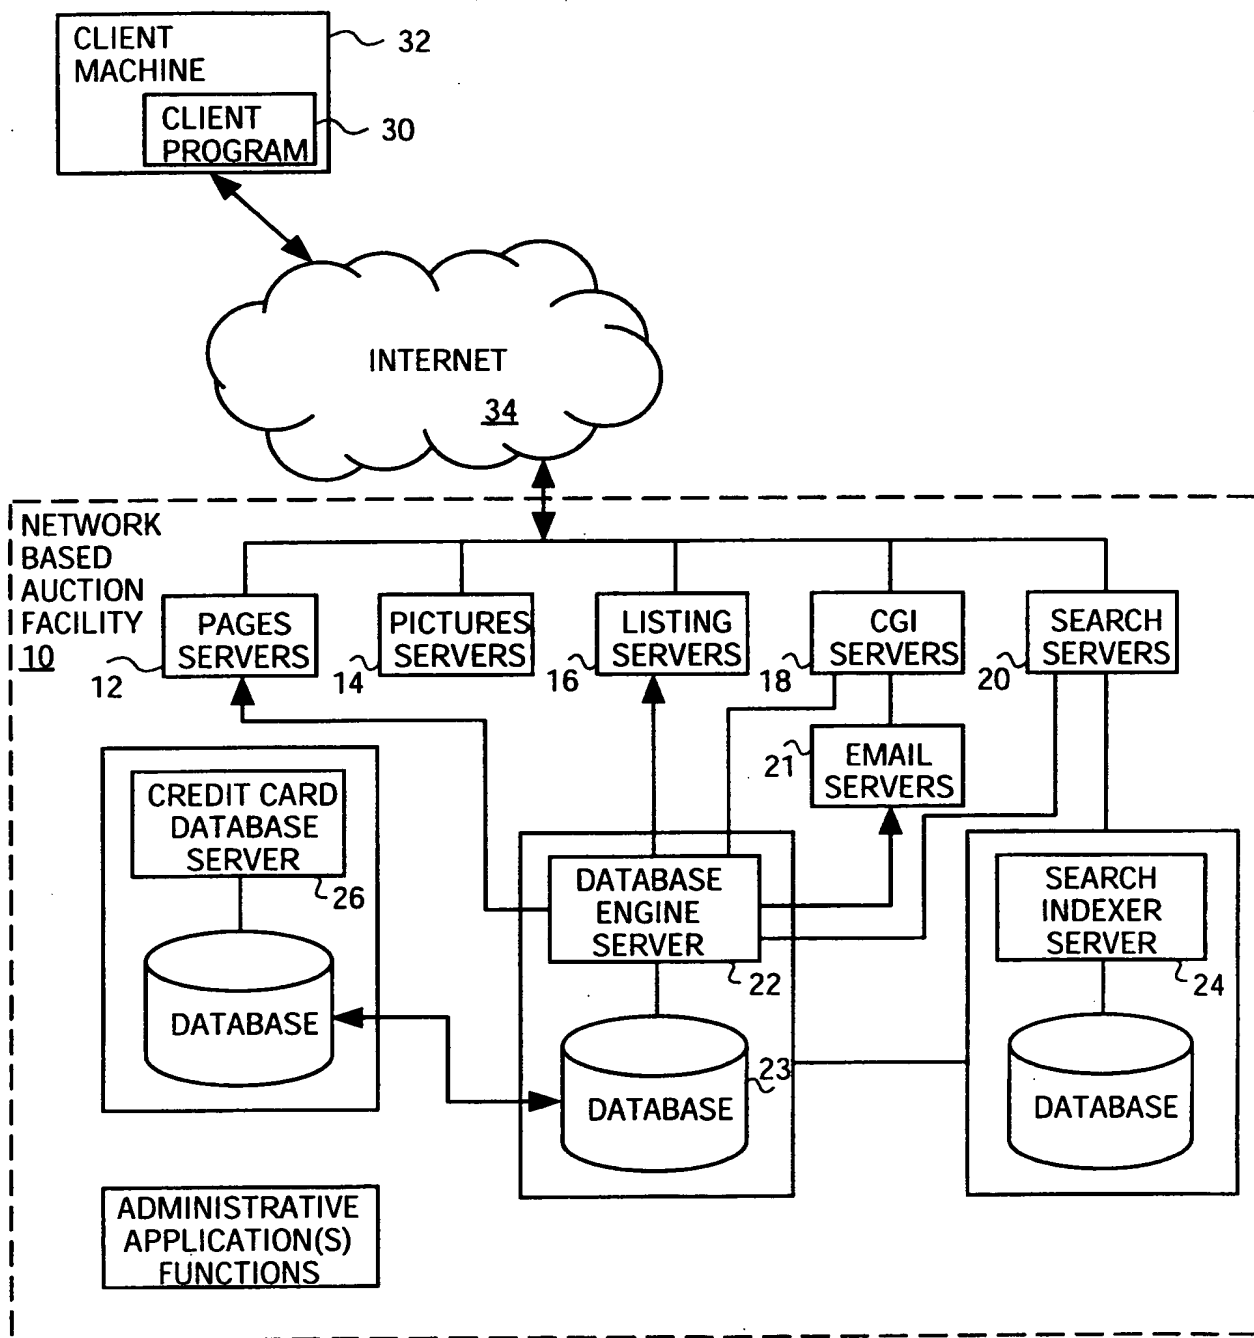 CLIENT
MACHINE
32
CLIENT
PROGRAM
30
INTERNET
34
NETWORK
BASED
AUCTION
FACILITY
10
PAGES
SERVERS
12
PICTURES
SERVERS
14
LISTING
SERVERS
16
CGI
SERVERS
18
SEARCH
SERVERS
20
EMAIL
SERVERS
21
CREDIT CARD
DATABASE
SERVER
26
DATABASE
DATABASE
ENGINE
SERVER
22
DATABASE
23
SEARCH
INDEXER
SERVER
24
DATABASE
ADMINISTRATIVE
APPLICATION(S)
FUNCTIONS